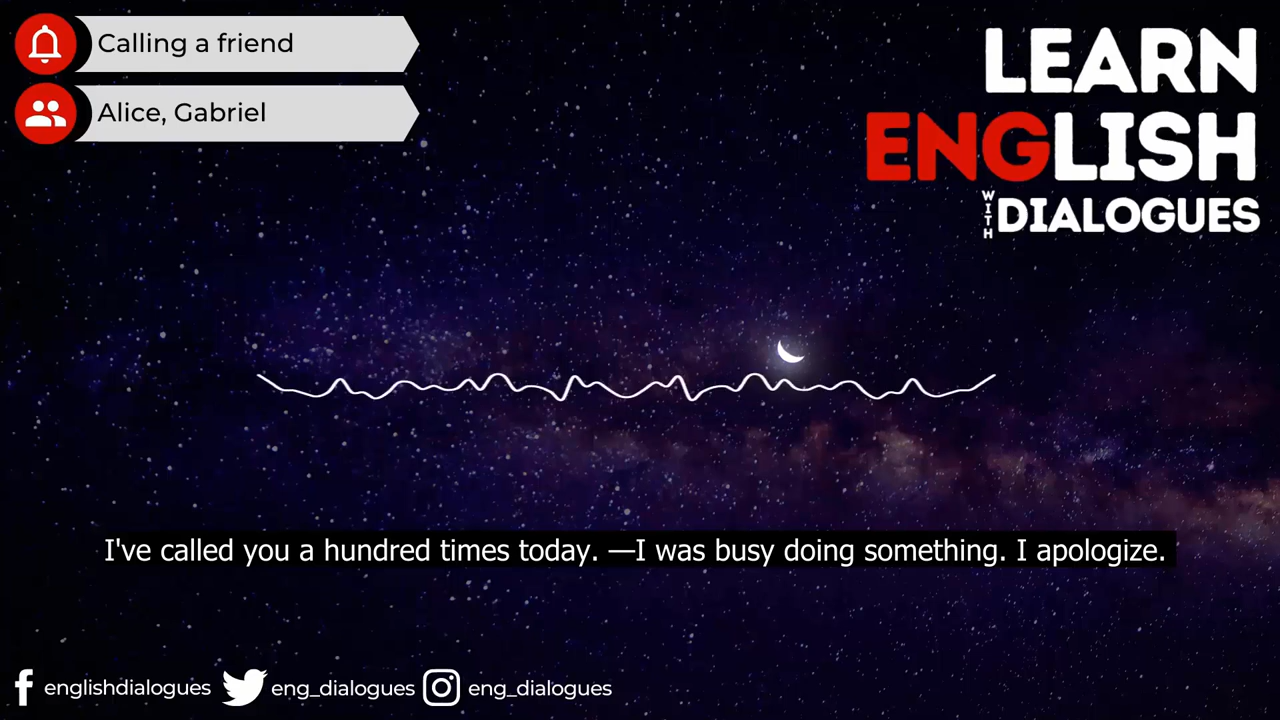 Calling a friend
Alice, Gabriel
LEARN
ENGLISH
WITH DIALOGUES
I've called you a hundred times today. —I was busy doing something. I apologize.
englishdialogues eng_dialogues eng_dialogues